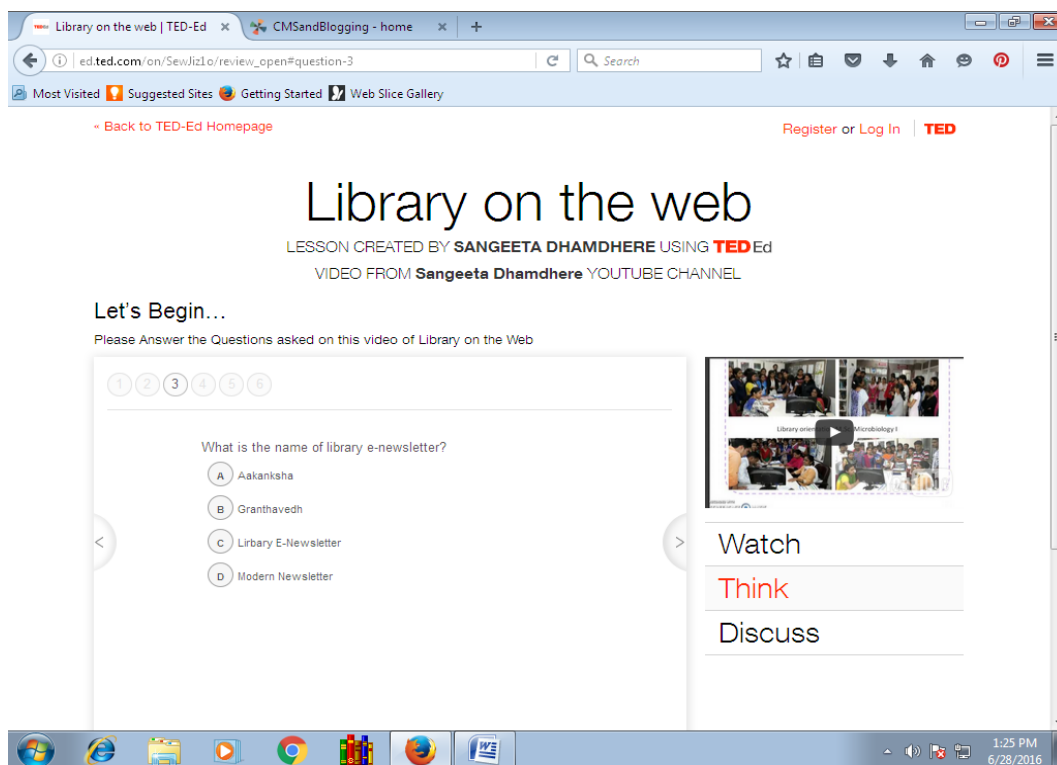 Library on the web | TED-Ed
CMSandBlogging - home
ed.ted.com/on/SewJiz1o/review_open#question-3
Search
Most Visited Suggested Sites Getting Started Web Slice Gallery
« Back to TED-Ed Homepage
Register or Log In TED
Library on the web
LESSON CREATED BY SANGEETA DHAMDHERE USING TED Ed
VIDEO FROM Sangeeta Dhamdhere YOUTUBE CHANNEL
Let's Begin...
Please Answer the Questions asked on this video of Library on the Web
1 2 3 4 5 6
What is the name of library e-newsletter?
A Aakanksha
B Granthavedh
C Lirbary E-Newsletter
D Modern Newsletter
Microbiology I
Watch
Think
Discuss
1:25 PM
6/28/2016